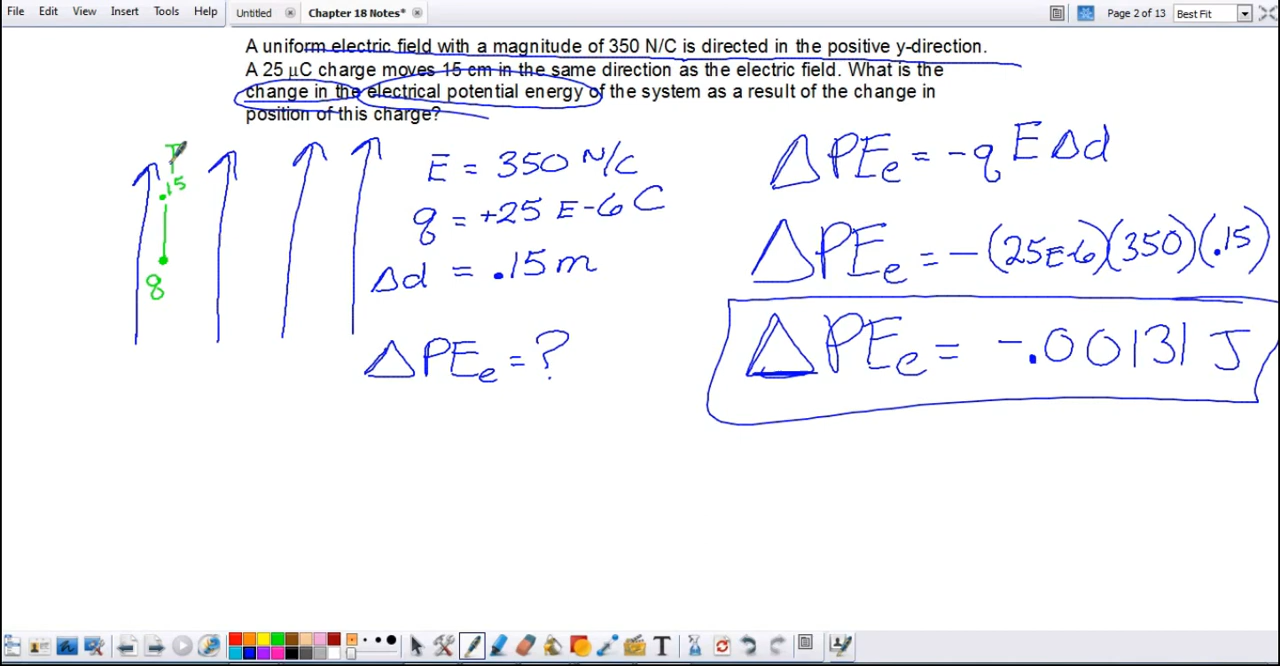 File Edit View Insert Tools Help Untitled Chapter 18 Notes* Page 2 of 13 Best Fit
A uniform electric field with a magnitude of 350 N/C is directed in the positive y-direction.
A 25 μC charge moves 15 cm in the same direction as the electric field. What is the
change in the electrical potential energy of the system as a result of the change in
position of this charge?
.15
8
E = 350 N/C
q = +25 E-6 C
Δd = .15 m
ΔPEe = ?
ΔPEe = -q E Δd
ΔPEe = -(25E-6)(350)(.15)
ΔPEe = -.00131 J
T